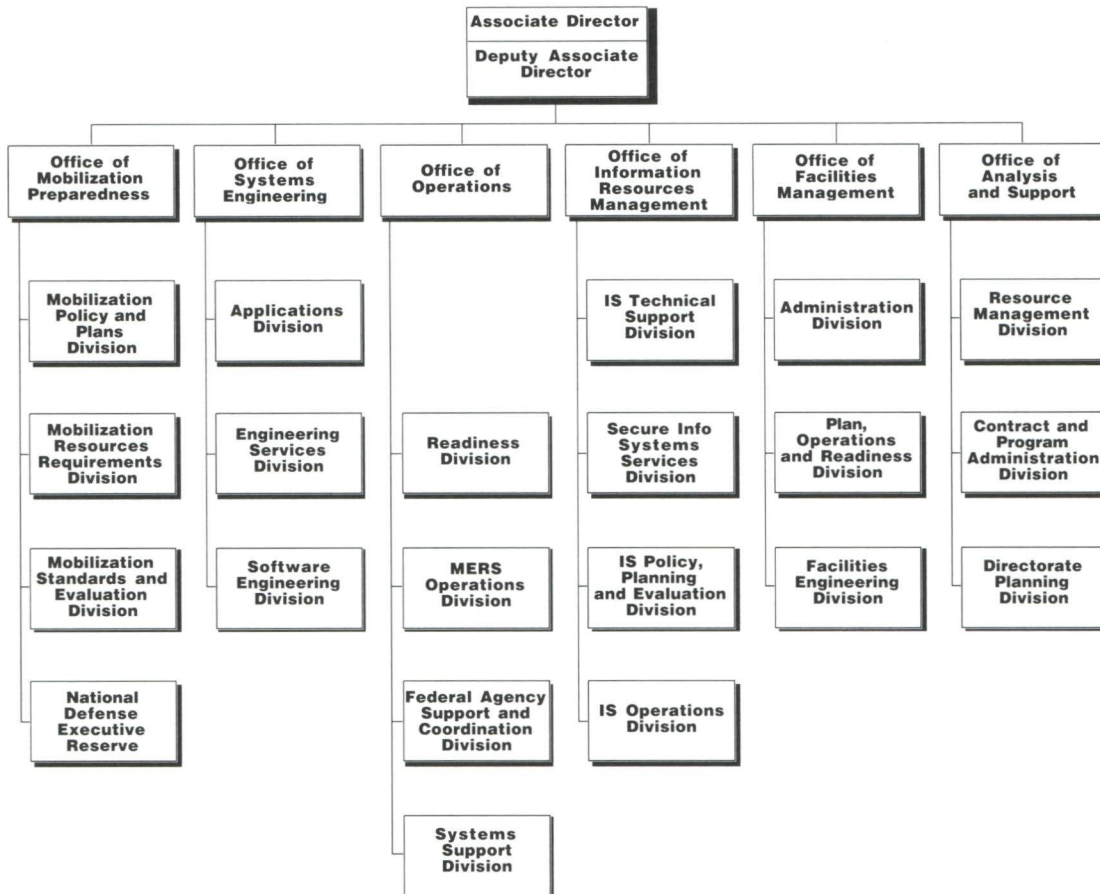 Associate Director
Deputy Associate
Director
Office of
Mobilization
Preparedness
Office of
Systems
Engineering
Office of
Operations
Office of
Information
Resources
Management
Office of
Facilities
Management
Office of
Analysis
and Support
Mobilization
Policy and
Plans
Division
Applications
Division
IS Technical
Support
Division
Administration
Division
Resource
Management
Division
Mobilization
Resources
Requirements
Division
Engineering
Services
Division
Readiness
Division
Secure Info
Systems
Services
Division
Plan,
Operations
and Readiness
Division
Contract and
Program
Administration
Division
Mobilization
Standards and
Evaluation
Division
Software
Engineering
Division
MERS
Operations
Division
IS Policy,
Planning
and Evaluation
Division
Facilities
Engineering
Division
Directorate
Planning
Division
National
Defense
Executive
Reserve
Federal Agency
Support and
Coordination
Division
IS Operations
Division
Systems
Support
Division